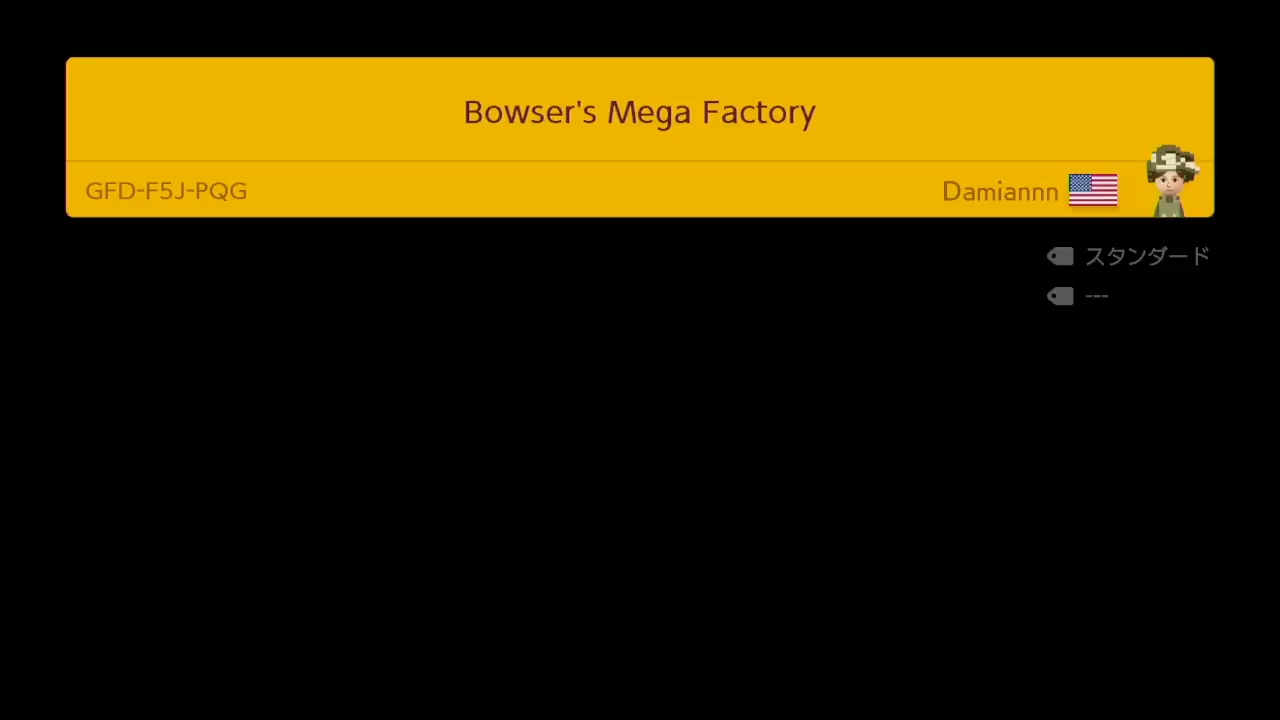 Bowser's Mega Factory
GFD-F5J-PQG
Damiannn
スタンダード
---